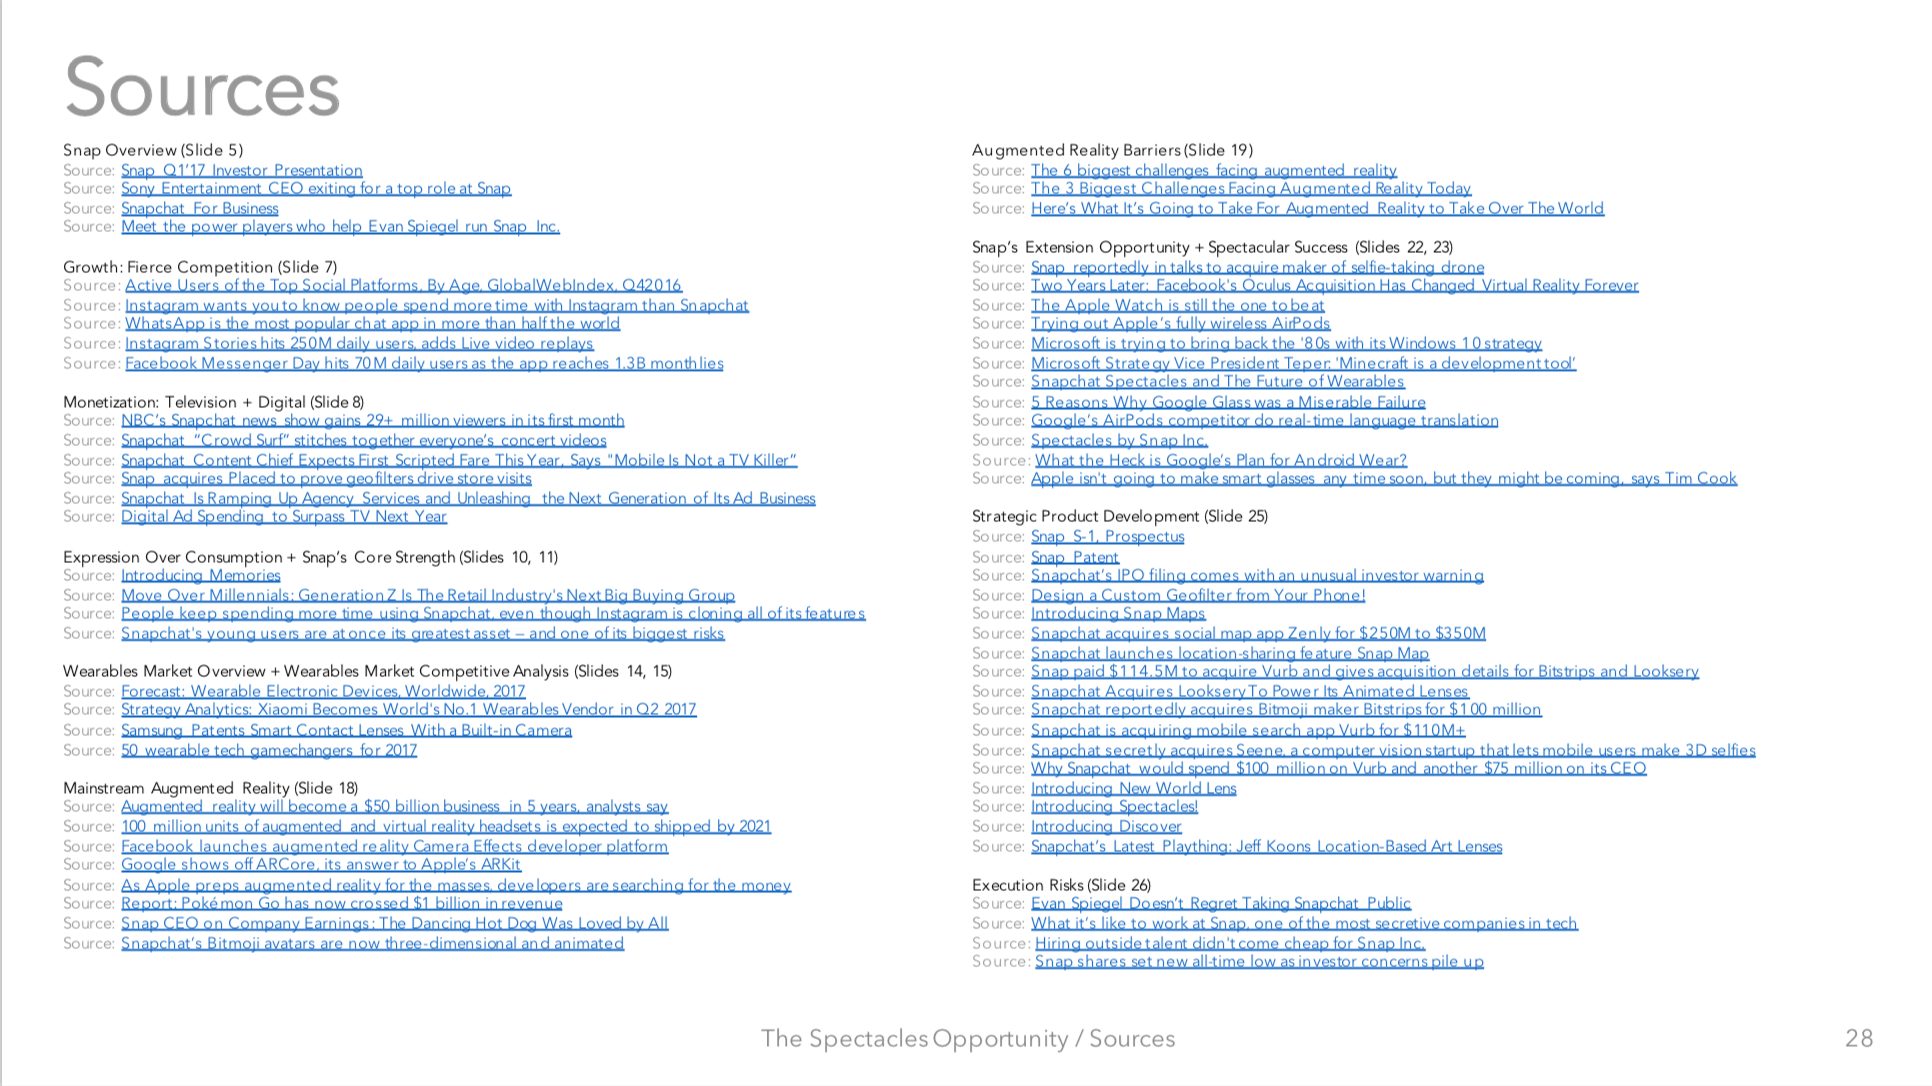 Sources
Snap Overview (Slide 5)
Source: Snap Q1’17 Investor Presentation
Source: Sony Entertainment CEO exiting for a top role at Snap
Source: Snapchat For Business
Source: Meet the power players who help Evan Spiegel run Snap Inc.
Growth: Fierce Competition (Slide 7)
Source: Active Users of the Top Social Platforms, By Age, GlobalWebIndex, Q42016
Source: Instagram wants you to know people spend more time with Instagram than Snapchat
Source: WhatsApp is the most popular chat app in more than half the world
Source: Instagram Stories hits 250M daily users, adds Live video replays
Source: Facebook Messenger Day hits 70M daily users as the app reaches 1.3B monthlies
Monetization: Television + Digital (Slide 8)
Source: NBC’s Snapchat news show gains 29+ million viewers in its first month
Source: Snapchat “Crowd Surf” stitches together everyone’s concert videos
Source: Snapchat Content Chief Expects First Scripted Fare This Year, Says "Mobile Is Not a TV Killer”
Source: Snap acquires Placed to prove geofilters drive store visits
Source: Snapchat Is Ramping Up Agency Services and Unleashing the Next Generation of Its Ad Business
Source: Digital Ad Spending to Surpass TV Next Year
Expression Over Consumption + Snap’s Core Strength (Slides 10, 11)
Source: Introducing Memories
Source: Move Over Millennials: Generation Z Is The Retail Industry's Next Big Buying Group
Source: People keep spending more time using Snapchat, even though Instagram is cloning all of its features
Source: Snapchat's young users are at once its greatest asset — and one of its biggest risks
Wearables Market Overview + Wearables Market Competitive Analysis (Slides 14, 15)
Source: Forecast: Wearable Electronic Devices, Worldwide, 2017
Source: Strategy Analytics: Xiaomi Becomes World's No.1 Wearables Vendor in Q2 2017
Source: Samsung Patents Smart Contact Lenses With a Built-in Camera
Source: 50 wearable tech gamechangers for 2017
Mainstream Augmented Reality (Slide 18)
Source: Augmented reality will become a $50 billion business in 5 years, analysts say
Source: 100 million units of augmented and virtual reality headsets is expected to shipped by 2021
Source: Facebook launches augmented reality Camera Effects developer platform
Source: Google shows off ARCore, its answer to Apple’s ARKit
Source: As Apple preps augmented reality for the masses, developers are searching for the money
Source: Report: Pokémon Go has now crossed $1 billion in revenue
Source: Snap CEO on Company Earnings: The Dancing Hot Dog Was Loved by All
Source: Snapchat’s Bitmoji avatars are now three-dimensional and animated
Augmented Reality Barriers (Slide 19)
Source: The 6 biggest challenges facing augmented reality
Source: The 3 Biggest Challenges Facing Augmented Reality Today
Source: Here’s What It’s Going to Take For Augmented Reality to Take Over The World
Snap’s Extension Opportunity + Spectacular Success (Slides 22, 23)
Source: Snap reportedly in talks to acquire maker of selfie-taking drone
Source: Two Years Later: Facebook's Oculus Acquisition Has Changed Virtual Reality Forever
Source: The Apple Watch is still the one to beat
Source: Trying out Apple’s fully wireless AirPods
Source: Microsoft is trying to bring back the '80s with its Windows 10 strategy
Source: Microsoft Strategy Vice President Teper: ‘Minecraft is a development tool’
Source: Snapchat Spectacles and The Future of Wearables
Source: 5 Reasons Why Google Glass was a Miserable Failure
Source: Google’s AirPods competitor do real-time language translation
Source: Spectacles by Snap Inc.
Source: What the Heck is Google’s Plan for Android Wear?
Source: Apple isn't going to make smart glasses any time soon, but they might be coming, says Tim Cook
Strategic Product Development (Slide 25)
Source: Snap S-1, Prospectus
Source: Snap Patent
Source: Snapchat’s IPO filing comes with an unusual investor warning
Source: Design a Custom Geofilter from Your Phone!
Source: Introducing Snap Maps
Source: Snapchat acquires social map app Zenly for $250M to $350M
Source: Snapchat launches location-sharing feature Snap Map
Source: Snap paid $114.5M to acquire Vurb and gives acquisition details for Bitstrips and Looksery
Source: Snapchat Acquires Looksery To Power Its Animated Lenses
Source: Snapchat reportedly acquires Bitmoji maker Bitstrips for $100 million
Source: Snapchat is acquiring mobile search app Vurb for $110M+
Source: Snapchat secretly acquires Seene, a computer vision startup that lets mobile users make 3D selfies
Source: Why Snapchat would spend $100 million on Vurb and another $75 million on its CEO
Source: Introducing New World Lens
Source: Introducing Spectacles!
Source: Introducing Discover
Source: Snapchat’s Latest Plaything: Jeff Koons Location-Based Art Lenses
Execution Risks (Slide 26)
Source: Evan Spiegel Doesn’t Regret Taking Snapchat Public
Source: What it’s like to work at Snap, one of the most secretive companies in tech
Source: Hiring outside talent didn't come cheap for Snap Inc.
Source: Snap shares set new all-time low as investor concerns pile up
The Spectacles Opportunity / Sources
28